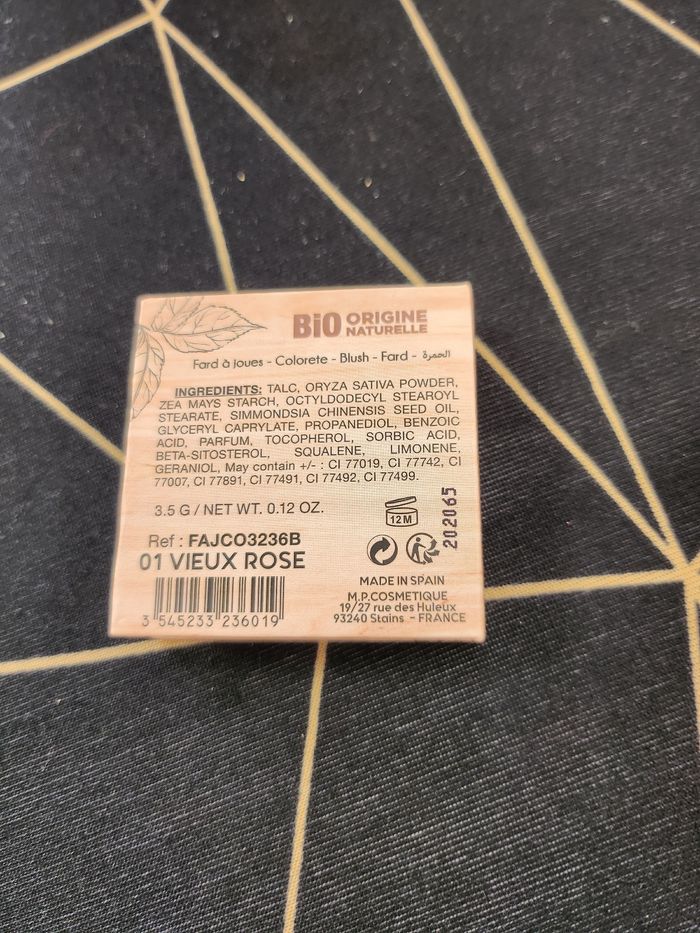 BiO ORIGINE NATURELLE
Fard à joues - Colorete - Blush - Fard - الحمرة
INGREDIENTS: TALC, ORYZA SATIVA POWDER,
ZEA MAYS STARCH, OCTYLDODECYL STEAROYL
STEARATE, SIMMONDSIA CHINENSIS SEED OIL,
GLYCERYL CAPRYLATE, PROPANEDIOL, BENZOIC
ACID, PARFUM, TOCOPHEROL, SORBIC ACID,
BETA-SITOSTEROL, SQUALENE, LIMONENE,
GERANIOL, May contain +/- : CI 77019, CI 77742, CI
77007, CI 77891, CI 77491, CI 77492, CI 77499.
3.5 G / NET WT. 0.12 OZ.
12M
202065
Ref : FAJCO3236B
01 VIEUX ROSE
3 545233 236019
MADE IN SPAIN
M.P.COSMETIQUE
19/27 rue des Huleux
93240 Stains - FRANCE